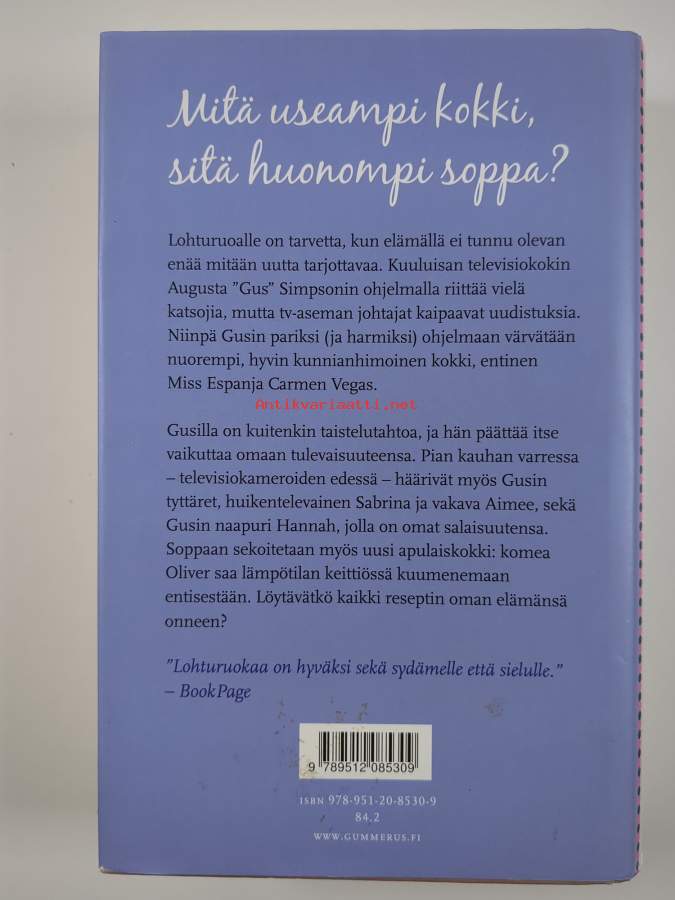 Mitä useampi kokki,
sitä huonompi soppa?
Lohturuoalle on tarvetta, kun elämällä ei tunnu olevan
enää mitään uutta tarjottavaa. Kuuluisan televisiokokin
Augusta ”Gus” Simpsonin ohjelmalla riittää vielä
katsojia, mutta tv-aseman johtajat kaipaavat uudistuksia.
Niinpä Gusin pariksi (ja harmiksi) ohjelmaan värvätään
nuorempi, hyvin kunnianhimoinen kokki, entinen
Miss Espanja Carmen Vegas.
Antikvariaatti.net
Gusilla on kuitenkin taistelutahtoa, ja hän päättää itse
vaikuttaa omaan tulevaisuuteensa. Pian kauhan varressa
– televisiokameroiden edessä – häärivät myös Gusin
tyttäret, huikentelevainen Sabrina ja vakava Aimee, sekä
Gusin naapuri Hannah, jolla on omat salaisuutensa.
Soppaan sekoitetaan myös uusi apulaiskokki: komea
Oliver saa lämpötilan keittiössä kuumenemaan
entisestään. Löytävätkö kaikki reseptin oman elämänsä
onneen?
”Lohturuokaa on hyväksi sekä sydämelle että sielulle.”
– BookPage
9 789512 085309
ISBN 978-951-20-8530-9
84.2
WWW.GUMMERUS.FI